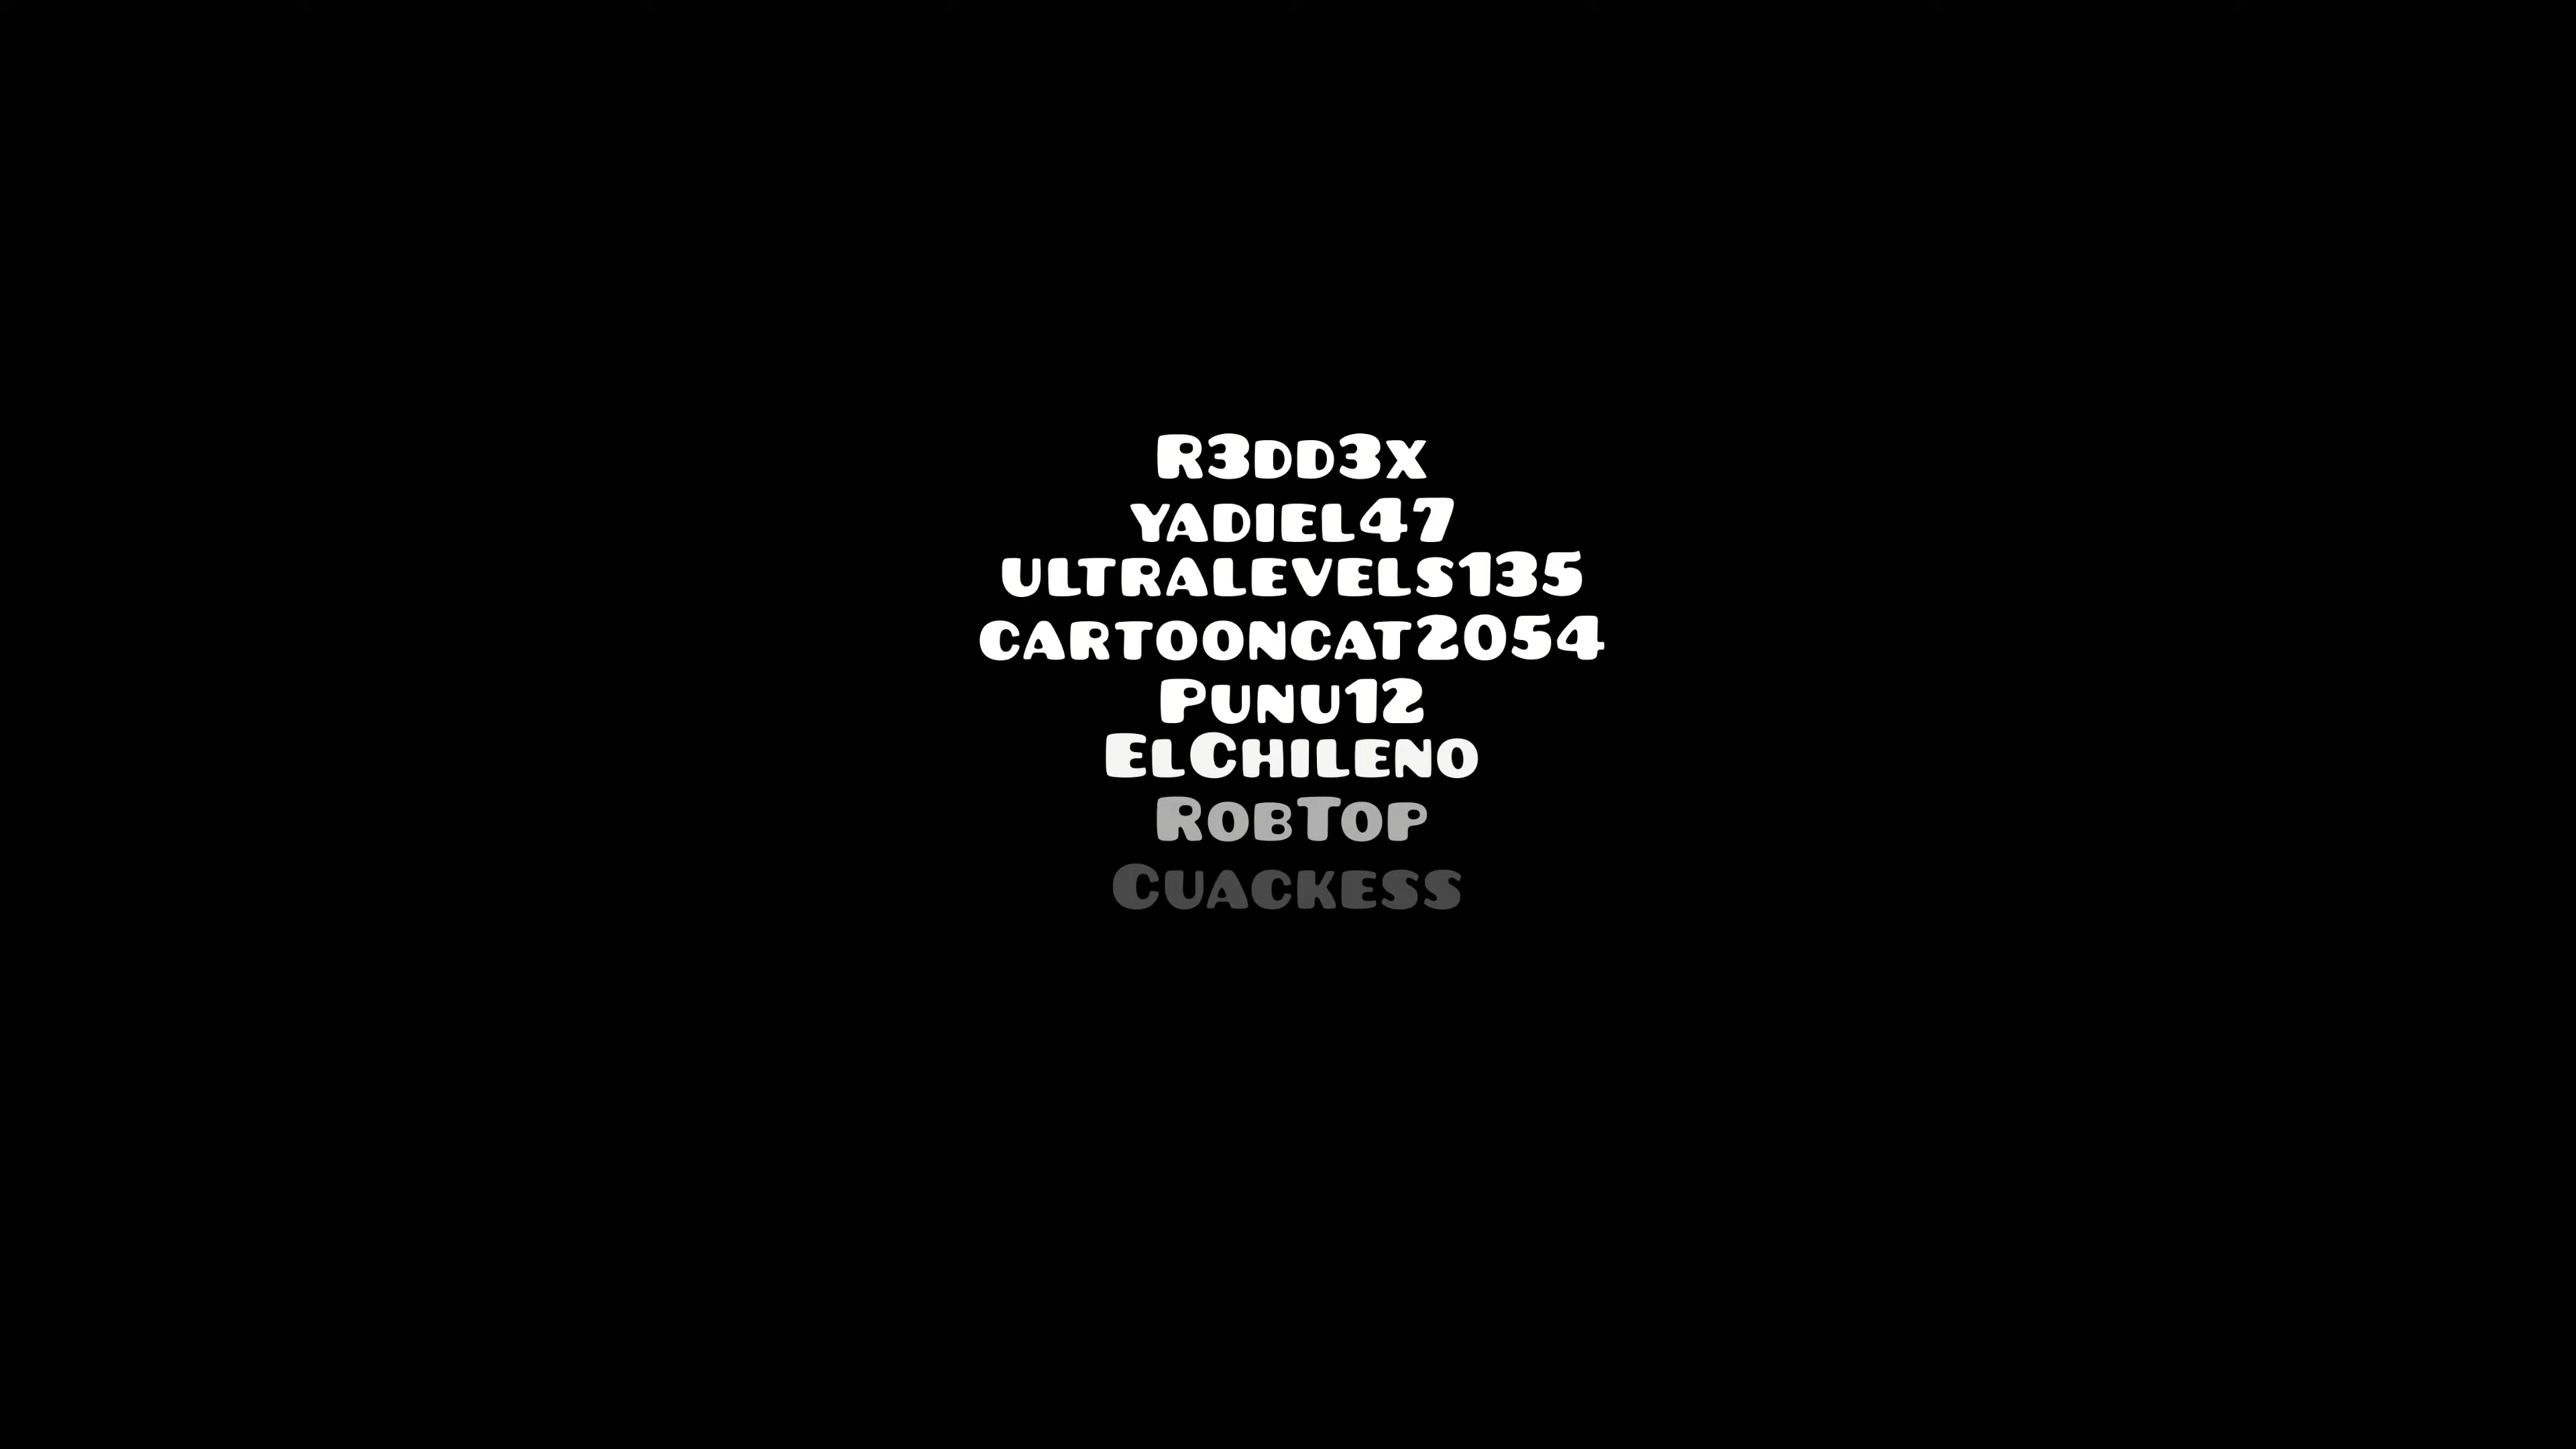 R3dd3x
yadiel47
ultralevels135
cartooncat2054
Punu12
ElChileno
RobTop
Cuackess